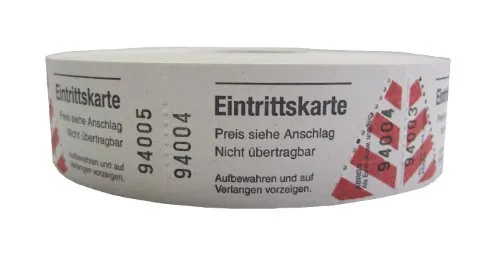 Eintrittskarte
Preis siehe Anschlag
Nicht übertragbar
Aufbewahren und auf
Verlangen vorzeigen.
94005
94004
Eintrittskarte
Preis siehe Anschlag
Nicht übertragbar
Aufbewahren und auf
Verlangen vorzeigen.
ABRISS
94004
94003